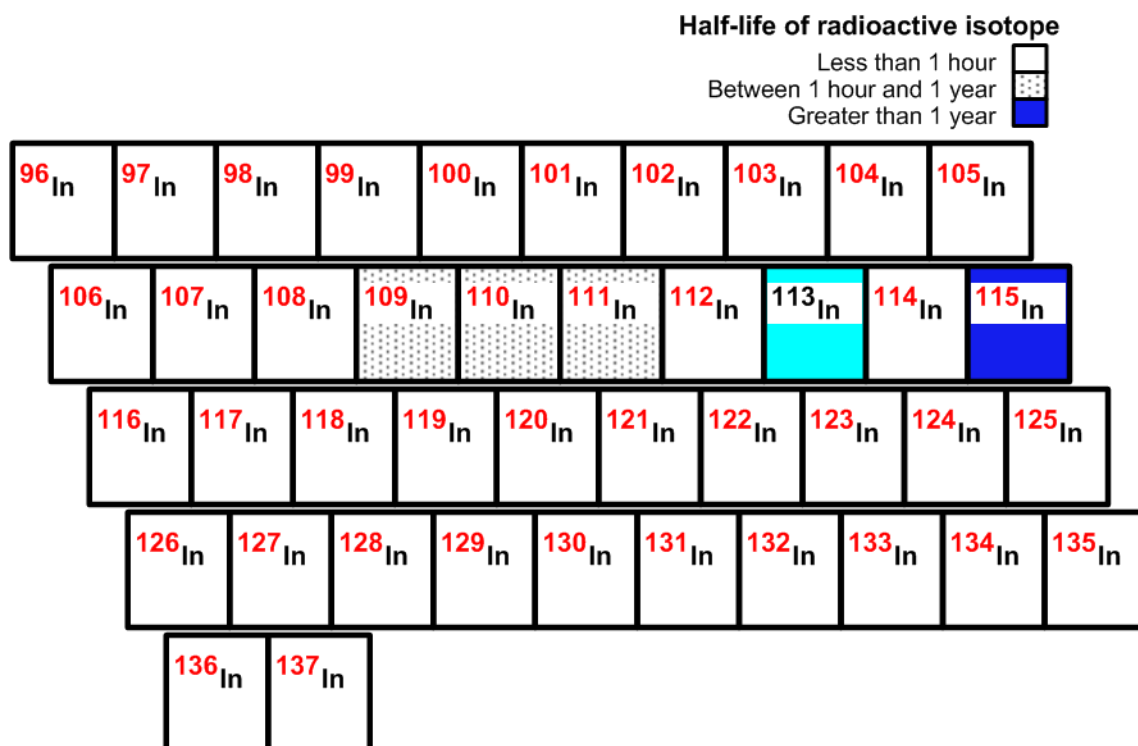 Half-life of radioactive isotope
Less than 1 hour
Between 1 hour and 1 year
Greater than 1 year
96In 97In 98In 99In 100In 101In 102In 103In 104In 105In
106In 107In 108In 109In 110In 111In 112In 113In 114In 115In
116In 117In 118In 119In 120In 121In 122In 123In 124In 125In
126In 127In 128In 129In 130In 131In 132In 133In 134In 135In
136In 137In